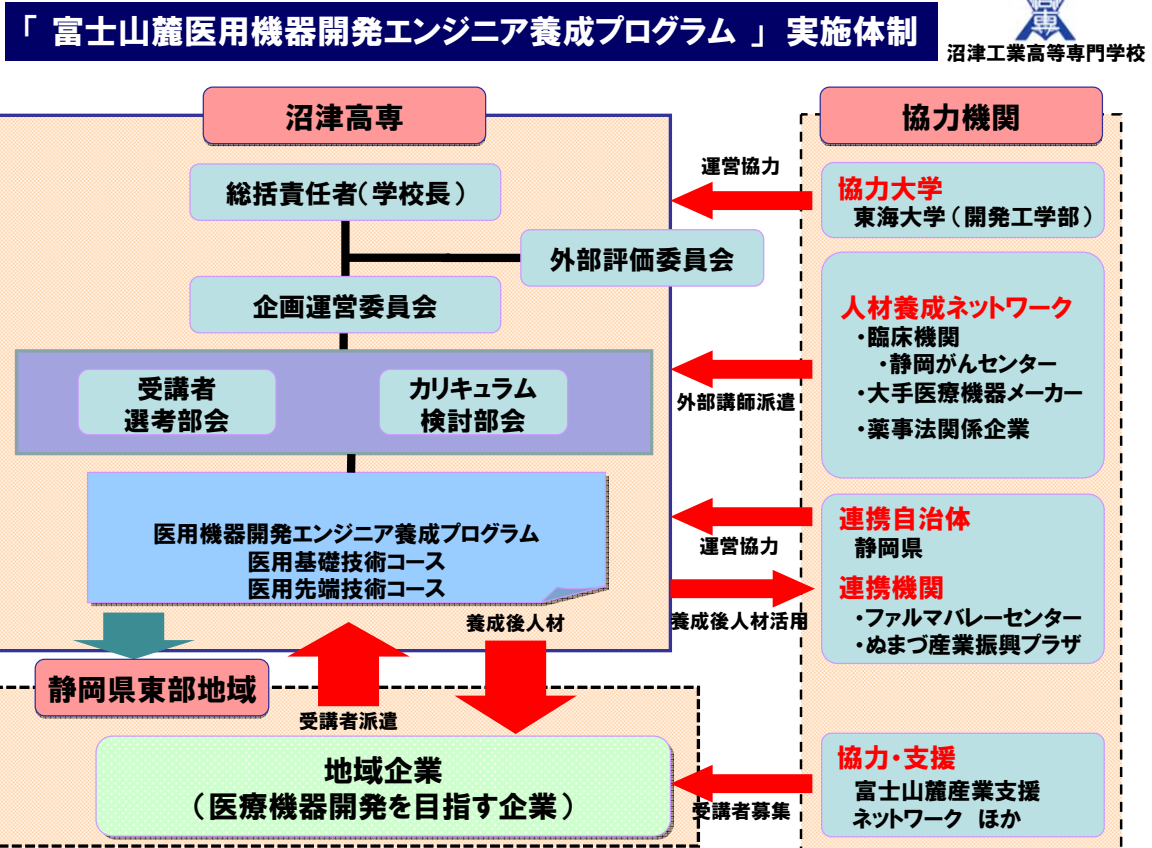 「 富士山麓医用機器開発エンジニア養成プログラム 」 実施体制
高専
沼津工業高等専門学校
沼津高専
総括責任者(学校長)
外部評価委員会
企画運営委員会
受講者
選考部会
カリキュラム
検討部会
医用機器開発エンジニア養成プログラム
医用基礎技術コース
医用先端技術コース
協力機関
運営協力
協力大学
東海大学(開発工学部)
人材養成ネットワーク
・臨床機関
・静岡がんセンター
・大手医療機器メーカー
・薬事法関係企業
外部講師派遣
連携自治体
静岡県
運営協力
連携機関
・ファルマバレーセンター
・ぬまづ産業振興プラザ
養成後人材活用
養成後人材
静岡県東部地域
受講者派遣
地域企業
(医療機器開発を目指す企業)
協力・支援
富士山麓産業支援
ネットワーク ほか
受講者募集